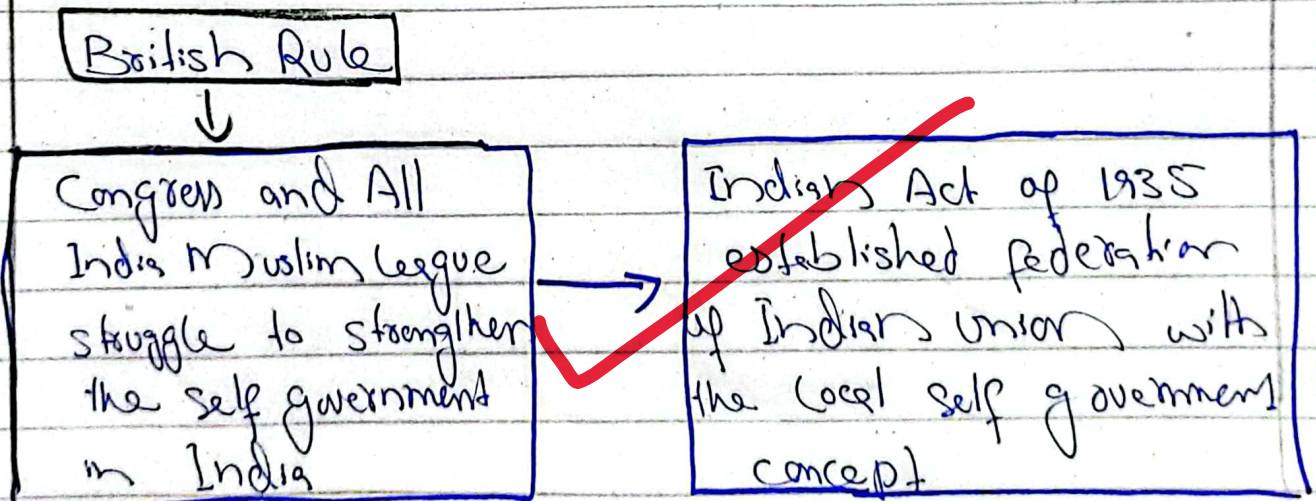 British Rule
Congress and All
India Muslim league
struggle to strengthen
the self government
in India
Indian Act of 1935
established federation
of Indian Union with
the local self government
concept